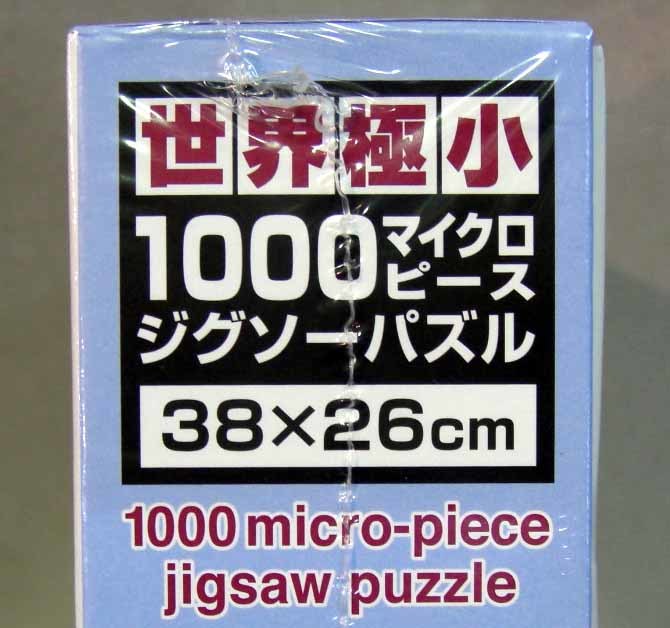 世界極小
1000マイクロピース
ジグソーパズル
38×26cm
1000 micro-piece
jigsaw puzzle